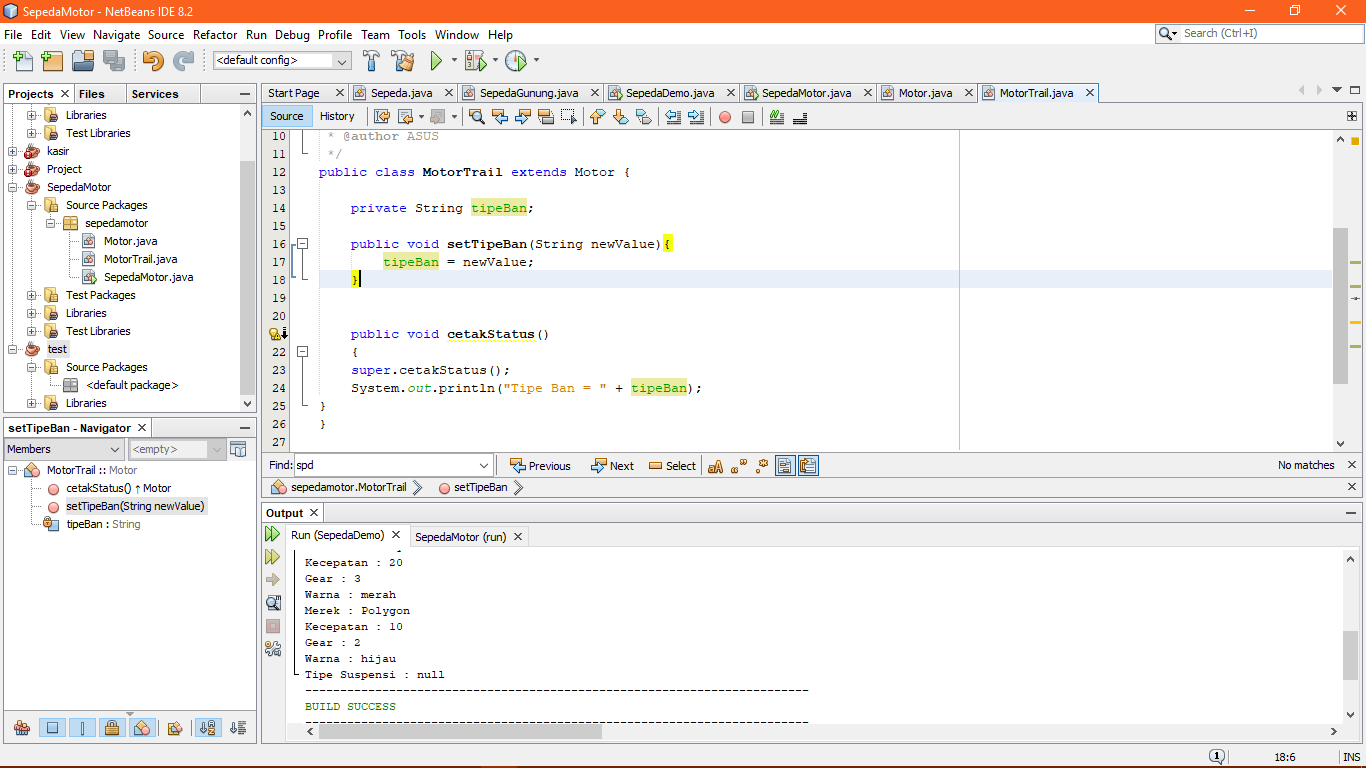 SepedaMotor - NetBeans IDE 8.2
File Edit View Navigate Source Refactor Run Debug Profile Team Tools Window Help
Search (Ctrl+I)
<default config>
Projects Files Services
Libraries
Test Libraries
kasir
Project
SepedaMotor
Source Packages
sepedamotor
Motor.java
MotorTrail.java
SepedaMotor.java
Test Packages
Libraries
Test Libraries
test
Source Packages
<default package>
Libraries
setTipeBan - Navigator
Members <empty>
MotorTrail :: Motor
cetakStatus() ↑ Motor
setTipeBan(String newValue)
tipeBan : String
Start Page Sepeda.java SepedaGunung.java SepedaDemo.java SepedaMotor.java Motor.java MotorTrail.java
Source History
10 * @author ASUS
11 */
12 public class MotorTrail extends Motor {
13
14 private String tipeBan;
15
16 public void setTipeBan(String newValue){
17 tipeBan = newValue;
18 }
19
20
public void cetakStatus()
22 {
23 super.cetakStatus();
24 System.out.println("Tipe Ban = " + tipeBan);
25 }
26 }
27
Find: spd Previous Next Select aA No matches
sepedamotor.MotorTrail setTipeBan
Output
Run (SepedaDemo) SepedaMotor (run)
Kecepatan : 20
Gear : 3
Warna : merah
Merek : Polygon
Kecepatan : 10
Gear : 2
Warna : hijau
Tipe Suspensi : null
------------------------------------------------------------------------
BUILD SUCCESS
------------------------------------------------------------------------
1 18:6 INS